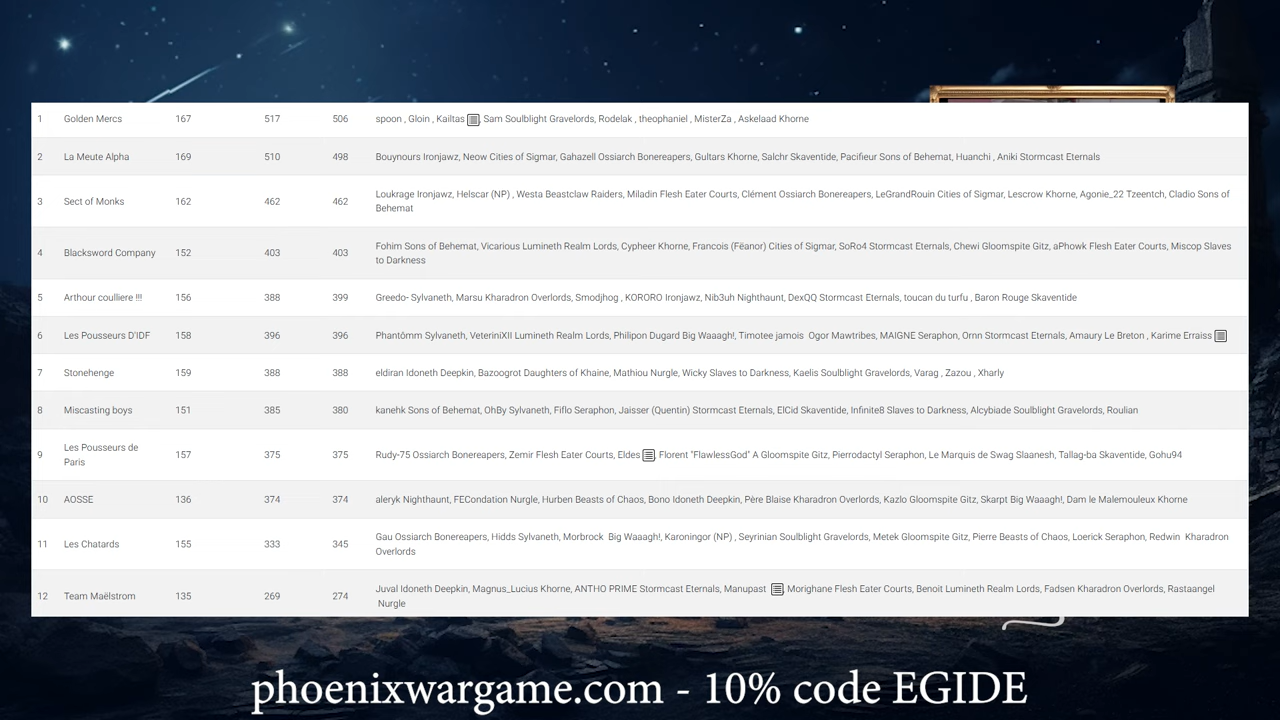 1 Golden Mercs 167 517 506 spoon , Gloin , Kailtas , Sam Soulblight Gravelords, Rodelak , theophaniel , MisterZa , Askelaad Khorne
2 La Meute Alpha 169 510 498 Bouynours Ironjawz, Neow Cities of Sigmar, Gahazell Ossiarch Bonereapers, Gultars Khorne, Salchr Skaventide, Pacifieur Sons of Behemat, Huanchi , Aniki Stormcast Eternals
3 Sect of Monks 162 462 462 Loukrage Ironjawz, Helscar (NP) , Westa Beastclaw Raiders, Miladin Flesh Eater Courts, Clément Ossiarch Bonereapers, LeGrandRouin Cities of Sigmar, Lescrow Khorne, Agonie_22 Tzeentch, Cladio Sons of
Behemat
4 Blacksword Company 152 403 403 Fohim Sons of Behemat, Vicarious Lumineth Realm Lords, Cypheer Khorne, Francois (Fëanor) Cities of Sigmar, SoRo4 Stormcast Eternals, Chewi Gloomspite Gitz, aPhowk Flesh Eater Courts, Miscop Slaves
to Darkness
5 Arthour coulliere !!! 156 388 399 Greedo- Sylvaneth, Marsu Kharadron Overlords, Smodjhog , KORORO Ironjawz, Nib3uh Nighthaunt, DexQQ Stormcast Eternals, toucan du turfu , Baron Rouge Skaventide
6 Les Pousseurs D'IDF 158 396 396 Phantômm Sylvaneth, VeteriniXII Lumineth Realm Lords, Philipon Dugard Big Waaagh!, Timotee jamois Ogor Mawtribes, MAIGNE Seraphon, Ornn Stormcast Eternals, Amaury Le Breton , Karime Erraiss
7 Stonehenge 159 388 388 eldiran Idoneth Deepkin, Bazoogrot Daughters of Khaine, Mathiou Nurgle, Wicky Slaves to Darkness, Kaelis Soulblight Gravelords, Varag , Zazou , Xharly
8 Miscasting boys 151 385 380 kanehk Sons of Behemat, OhBy Sylvaneth, Fiflo Seraphon, Jaisser (Quentin) Stormcast Eternals, ElCid Skaventide, Infinite8 Slaves to Darkness, Alcybiade Soulblight Gravelords, Roulian
9 Les Pousseurs de
Paris 157 375 375 Rudy-75 Ossiarch Bonereapers, Zemir Flesh Eater Courts, Eldes , Florent "FlawlessGod" A Gloomspite Gitz, Pierrodactyl Seraphon, Le Marquis de Swag Slaanesh, Tallag-ba Skaventide, Gohu94
10 AOSSE 136 374 374 aleryk Nighthaunt, FECondation Nurgle, Hurben Beasts of Chaos, Bono Idoneth Deepkin, Père Blaise Kharadron Overlords, Kazlo Gloomspite Gitz, Skarpt Big Waaagh!, Dam le Malemouleux Khorne
11 Les Chatards 155 333 345 Gau Ossiarch Bonereapers, Hidds Sylvaneth, Morbrock Big Waaagh!, Karoningor (NP) , Seyrinian Soulblight Gravelords, Metek Gloomspite Gitz, Pierre Beasts of Chaos, Loerick Seraphon, Redwin Kharadron
Overlords
12 Team Maëlstrom 135 269 274 Juval Idoneth Deepkin, Magnus_Lucius Khorne, ANTHO PRIME Stormcast Eternals, Manupast , Morighane Flesh Eater Courts, Benoit Lumineth Realm Lords, Fadsen Kharadron Overlords, Rastaangel
Nurgle
phoenixwargame.com - 10% code EGIDE